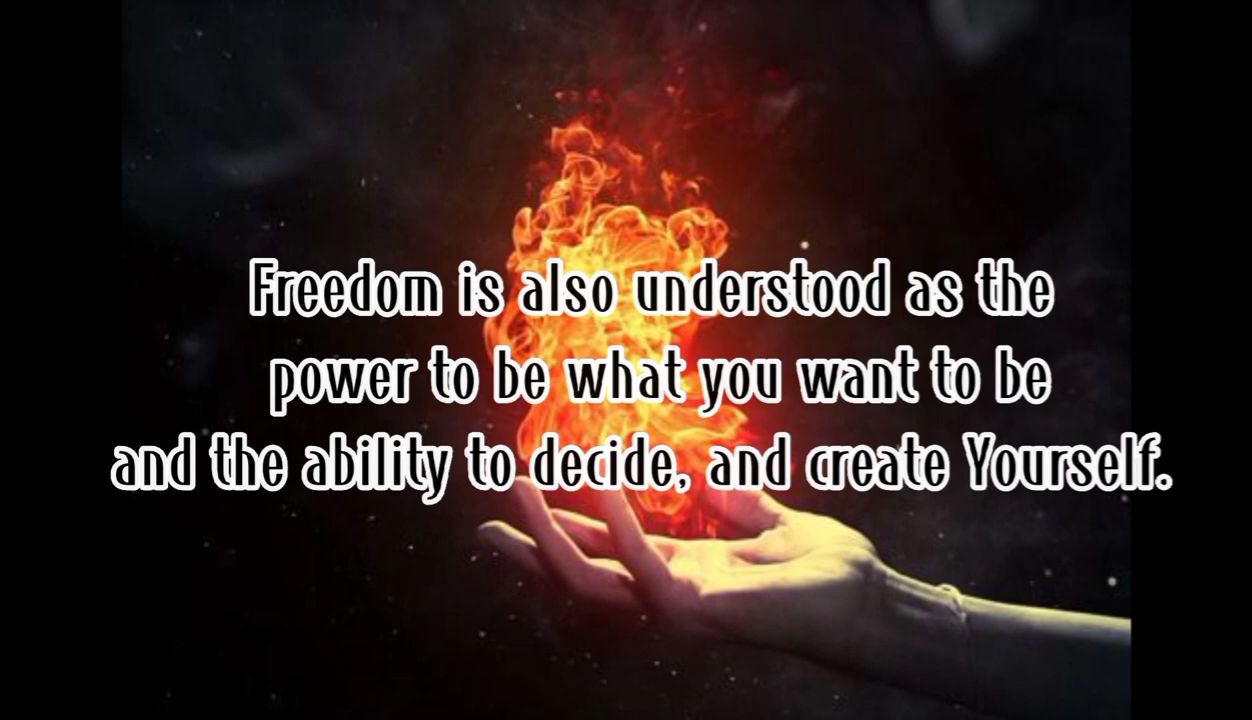 Freedom is also understood as the
power to be what you want to be
and the ability to decide, and create Yourself.